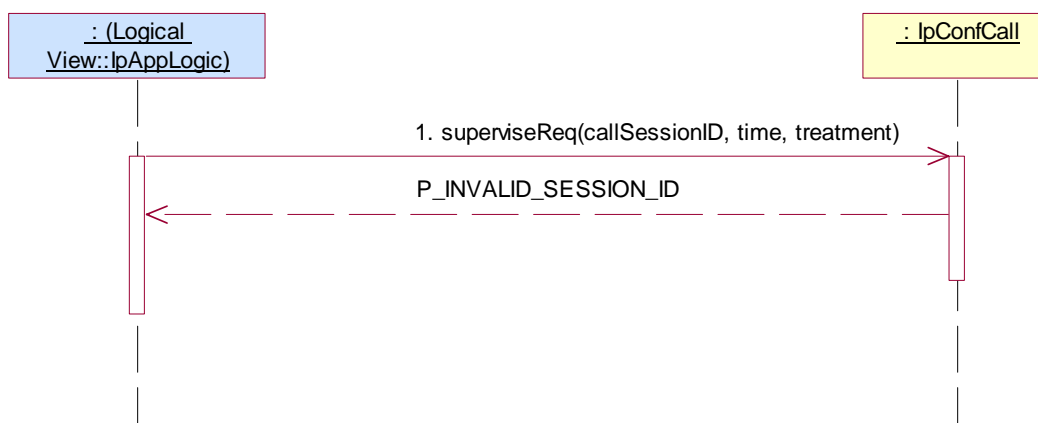 : (Logical
View::IpAppLogic)
: IpConfCall
1. superviseReq(callSessionID, time, treatment)
P_INVALID_SESSION_ID